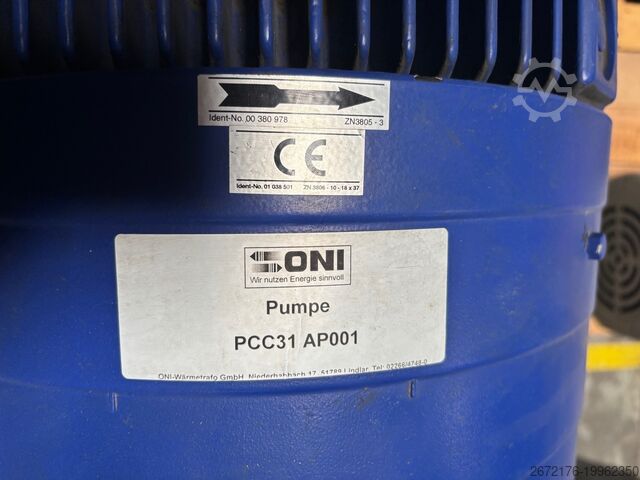 Ident-No. 00 380 978 ZN3805 - 3
CE
Ident-No. 01 038 501 ZN 3806 - 10 - 18 x 37
ONI
Wir nutzen Energie sinnvoll
Pumpe
PCC31 AP001
ONI-Wärmetrafo GmbH, Niederhabbach 17, 51789 Lindlar, Tel: 02266/4748-0
2672176-19962350